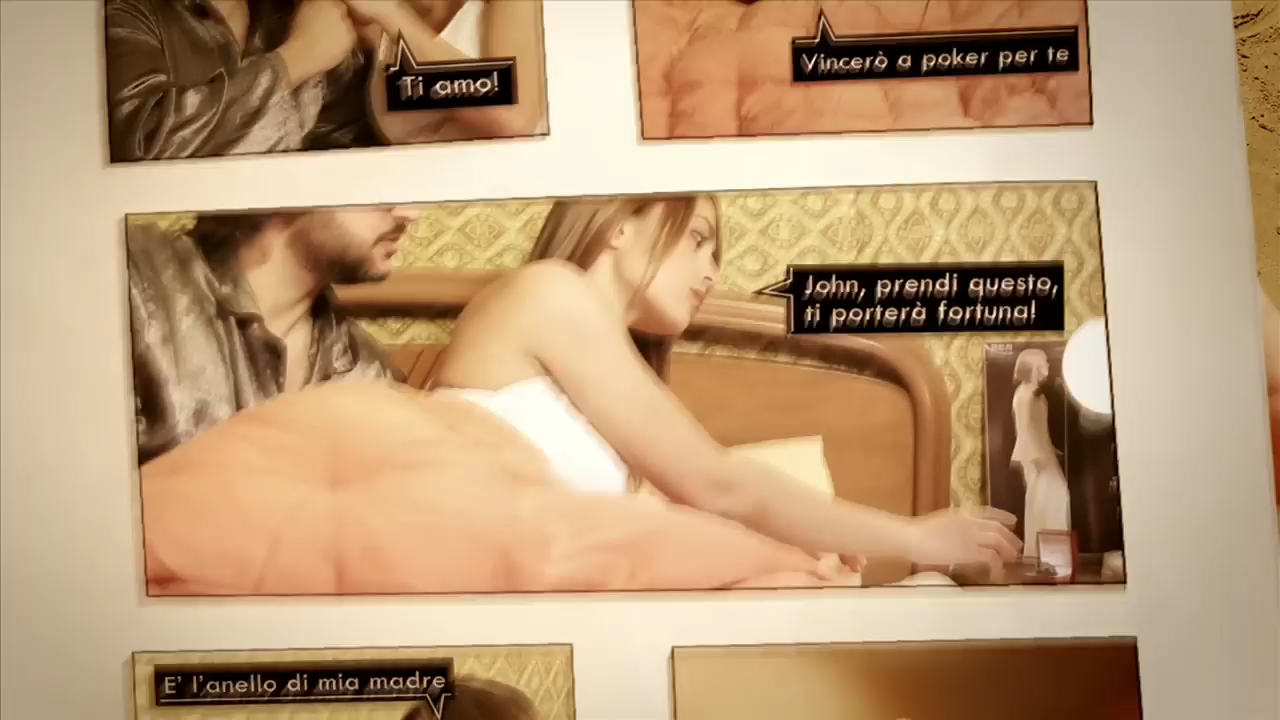 Ti amo!
Vincerò a poker per te
John, prendi questo,
ti porterà fortuna!
E' l'anello di mia madre